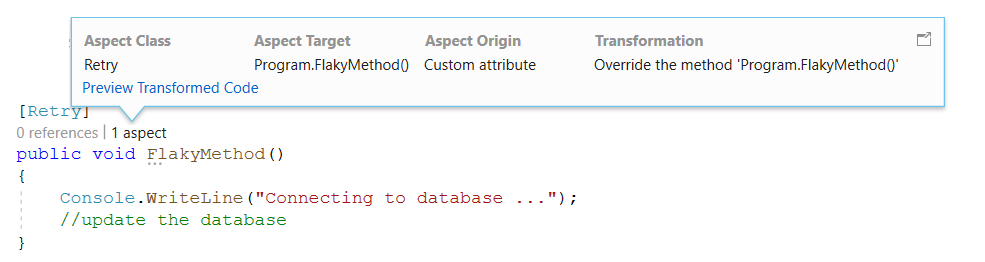 Aspect Class Aspect Target Aspect Origin Transformation
Retry Program.FlakyMethod() Custom attribute Override the method 'Program.FlakyMethod()'
Preview Transformed Code
[Retry]
0 references | 1 aspect
public void FlakyMethod()
{
    Console.WriteLine("Connecting to database ...");
    //update the database
}